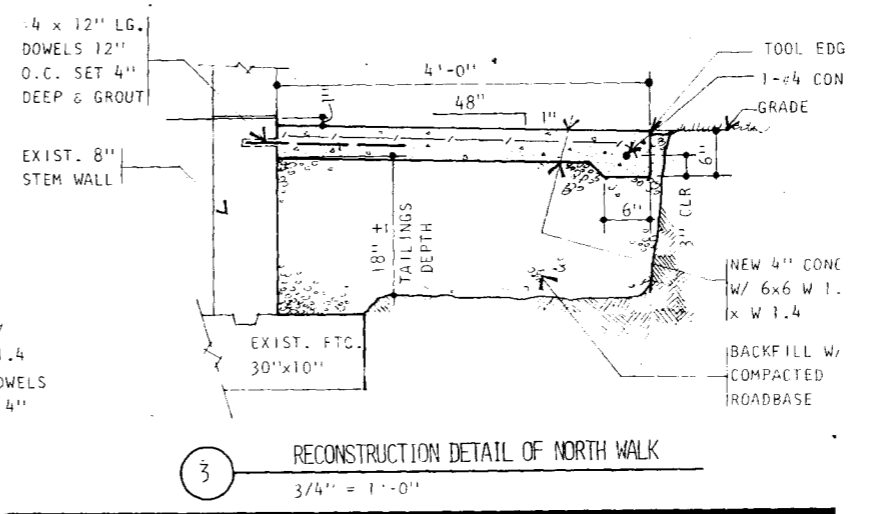 4 x 12" LG.
DOWELS 12"
O.C. SET 4"
DEEP & GROUT
EXIST. 8"
STEM WALL
4'-0"
48"
1"
1"
TOOL EDG
1-#4 CON
GRADE
6"
6"
3" CLR
18" ±
TAILINGS
DEPTH
NEW 4" CONC
W/ 6x6 W 1.
x W 1.4
BACKFILL W/
COMPACTED
ROADBASE
EXIST. FTG.
30"x10"
.4
OWELS
4"
3
RECONSTRUCTION DETAIL OF NORTH WALK
3/4" = 1'-0"